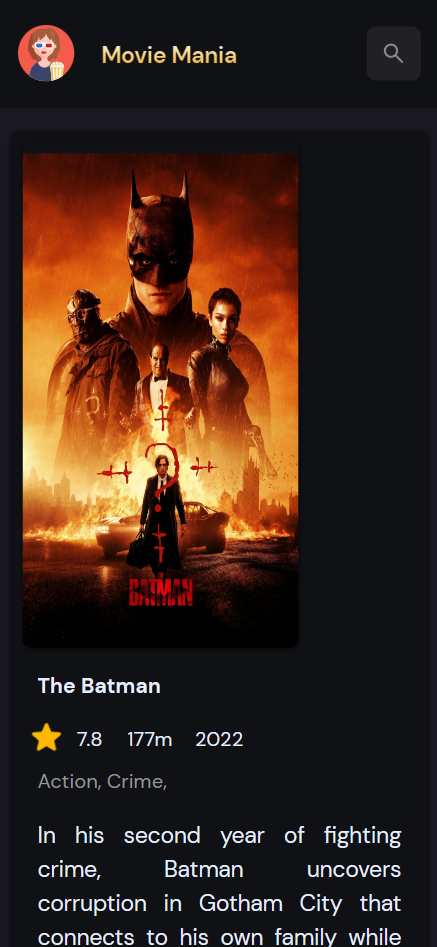 Movie Mania
BATMAN
The Batman
7.8 177m 2022
Action, Crime,
In his second year of fighting
crime, Batman uncovers
corruption in Gotham City that
connects to his own family while